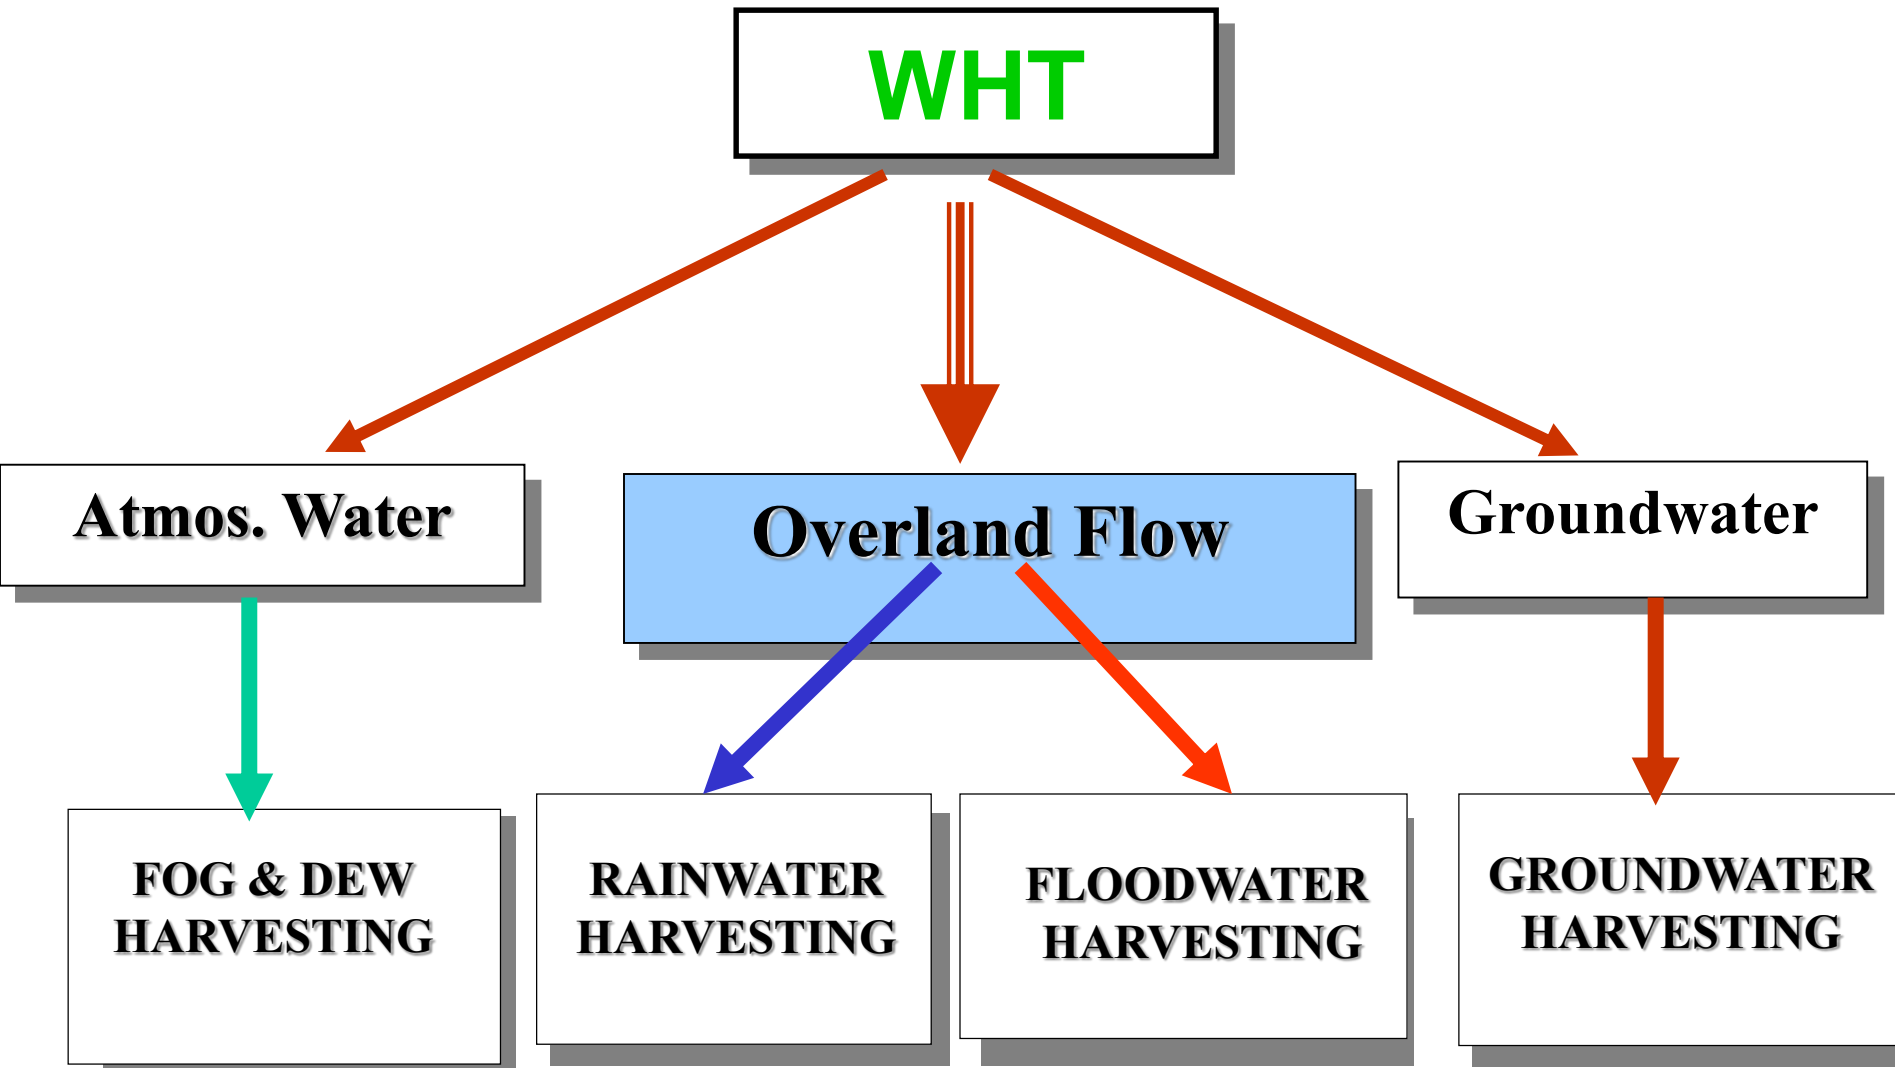 WHT
Atmos. Water
Overland Flow
Groundwater
FOG & DEW
HARVESTING
RAINWATER
HARVESTING
FLOODWATER
HARVESTING
GROUNDWATER
HARVESTING